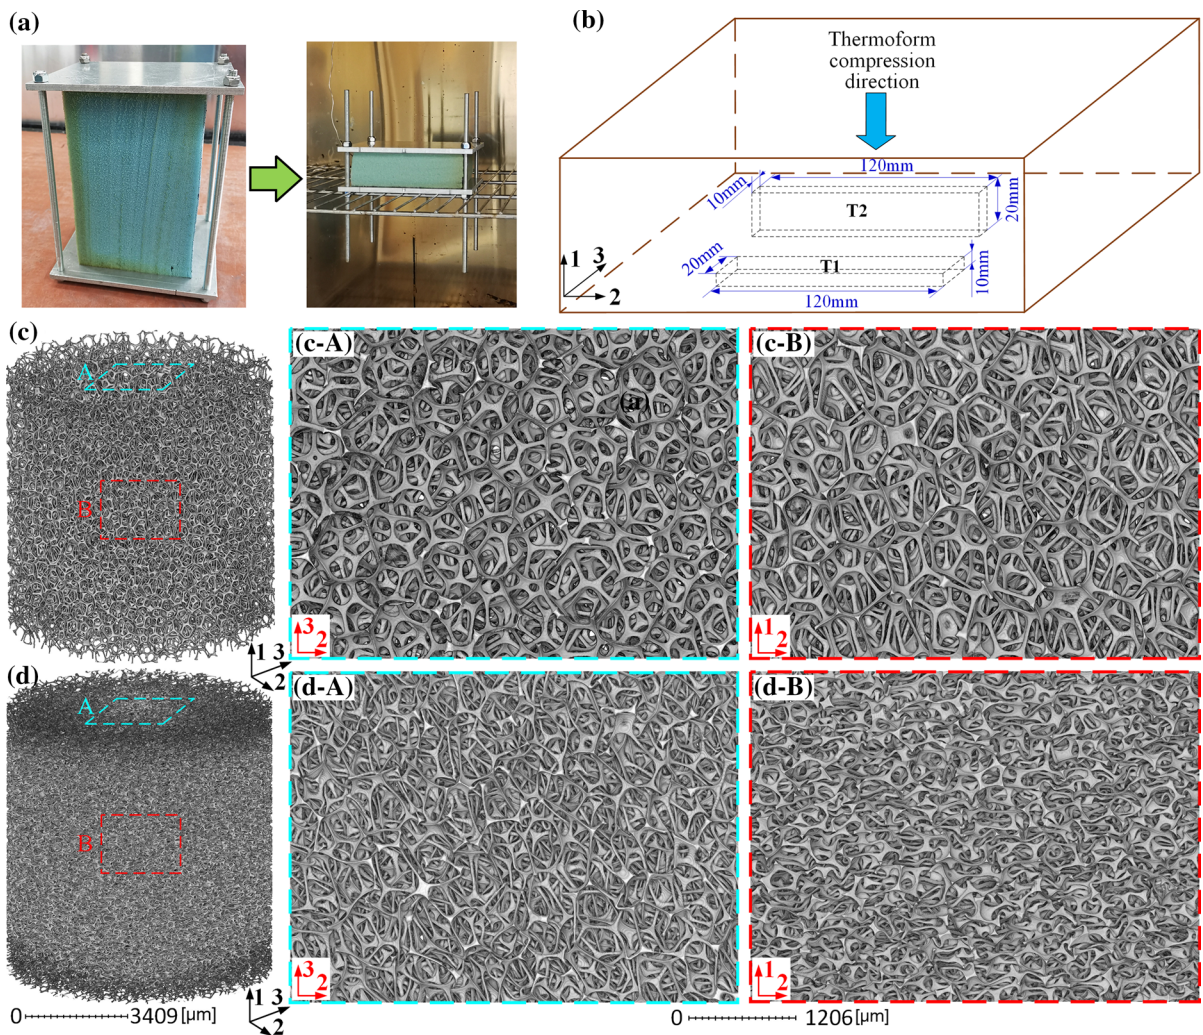 (a)
(b)
Thermoform
compression
direction
120mm
10mm
T2
20mm
1
3
2
20mm
T1
10mm
120mm
(c)
A
B
1 3
2
(c-A)
(a)
3
2
(c-B)
1
2
(d)
A
B
1 3
2
(d-A)
3
2
(d-B)
1
2
0 3409 [µm]
0 1206 [µm]